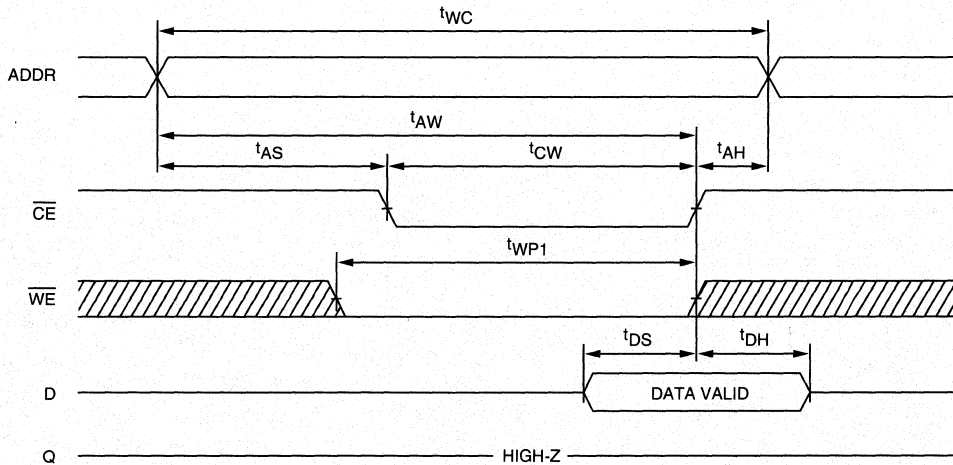 tWC
ADDR
tAW
tAS tCW tAH
CE
tWP1
WE
tDS tDH
D DATA VALID
Q HIGH-Z